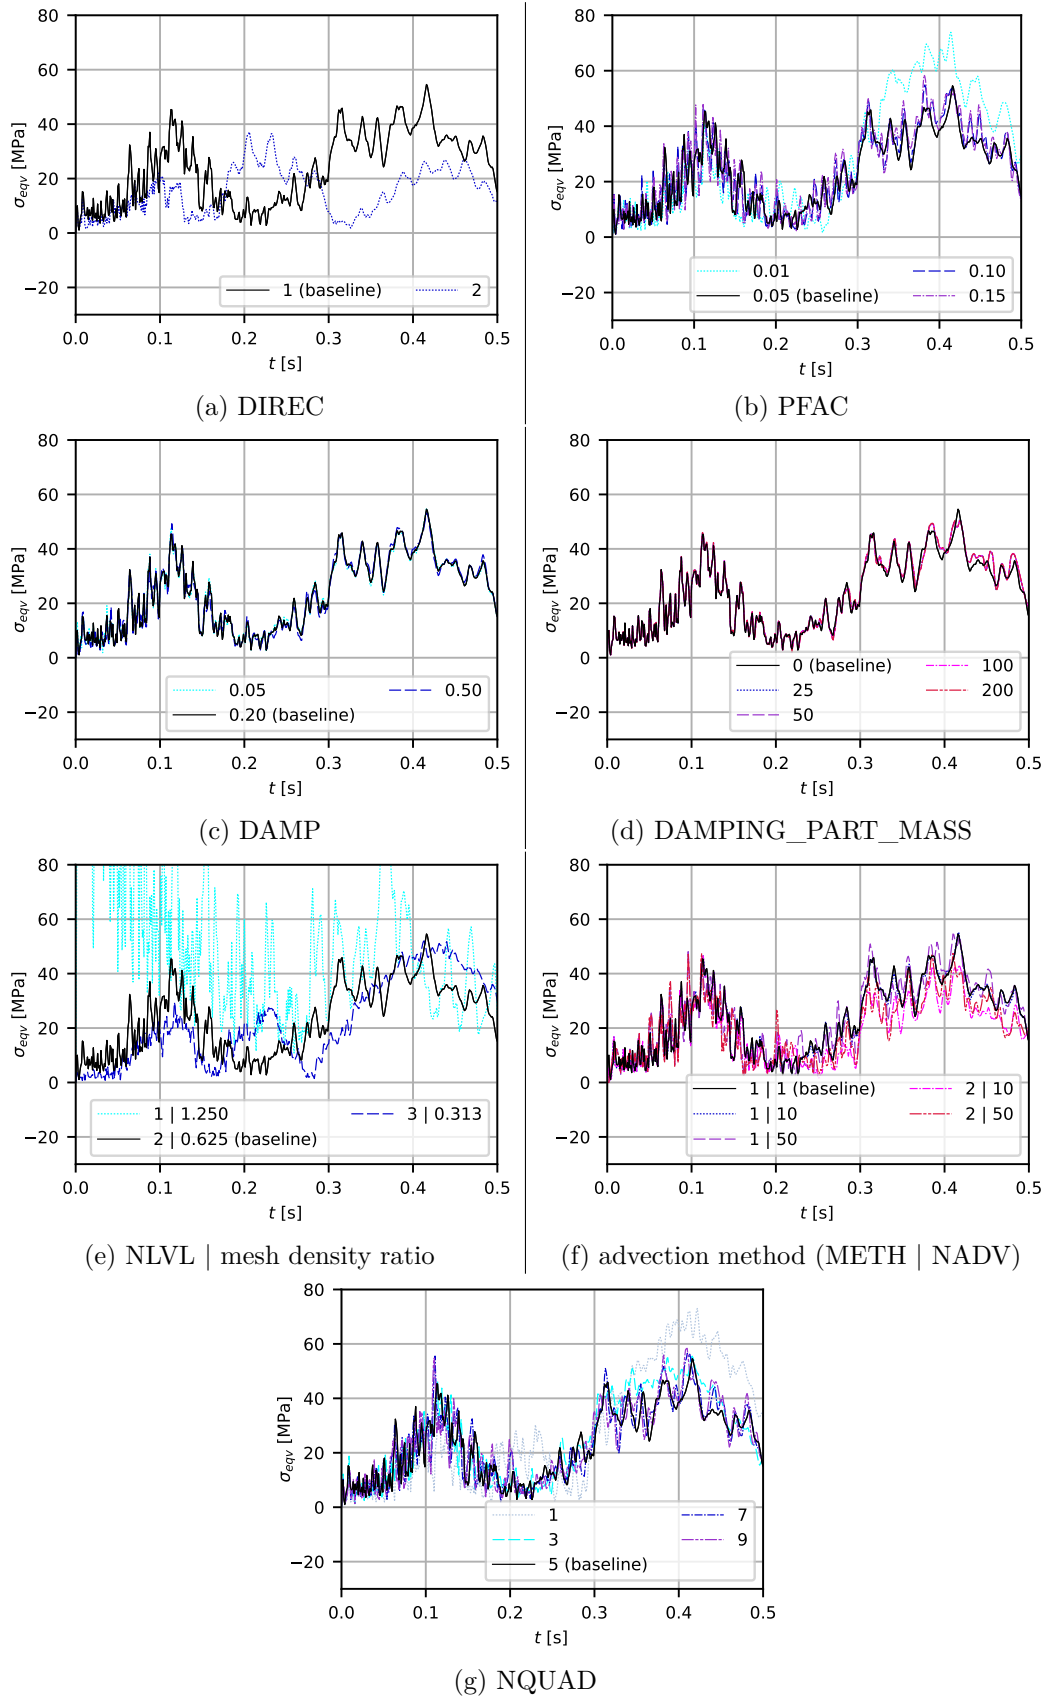 80
60
40
20
0
−20
σeqv [MPa]
1 (baseline) 2
0.0 0.1 0.2 0.3 0.4 0.5
t [s]
(a) DIREC
80
60
40
20
0
−20
σeqv [MPa]
0.01 0.10
0.05 (baseline) 0.15
0.0 0.1 0.2 0.3 0.4 0.5
t [s]
(b) PFAC
80
60
40
20
0
−20
σeqv [MPa]
0.05 0.50
0.20 (baseline)
0.0 0.1 0.2 0.3 0.4 0.5
t [s]
(c) DAMP
80
60
40
20
0
−20
σeqv [MPa]
0 (baseline) 100
25 200
50
0.0 0.1 0.2 0.3 0.4 0.5
t [s]
(d) DAMPING_PART_MASS
80
60
40
20
0
−20
σeqv [MPa]
1 | 1.250 3 | 0.313
2 | 0.625 (baseline)
0.0 0.1 0.2 0.3 0.4 0.5
t [s]
(e) NLVL | mesh density ratio
80
60
40
20
0
−20
σeqv [MPa]
1 | 1 (baseline) 2 | 10
1 | 10 2 | 50
1 | 50
0.0 0.1 0.2 0.3 0.4 0.5
t [s]
(f) advection method (METH | NADV)
80
60
40
20
0
−20
σeqv [MPa]
1 7
3 9
5 (baseline)
0.0 0.1 0.2 0.3 0.4 0.5
t [s]
(g) NQUAD